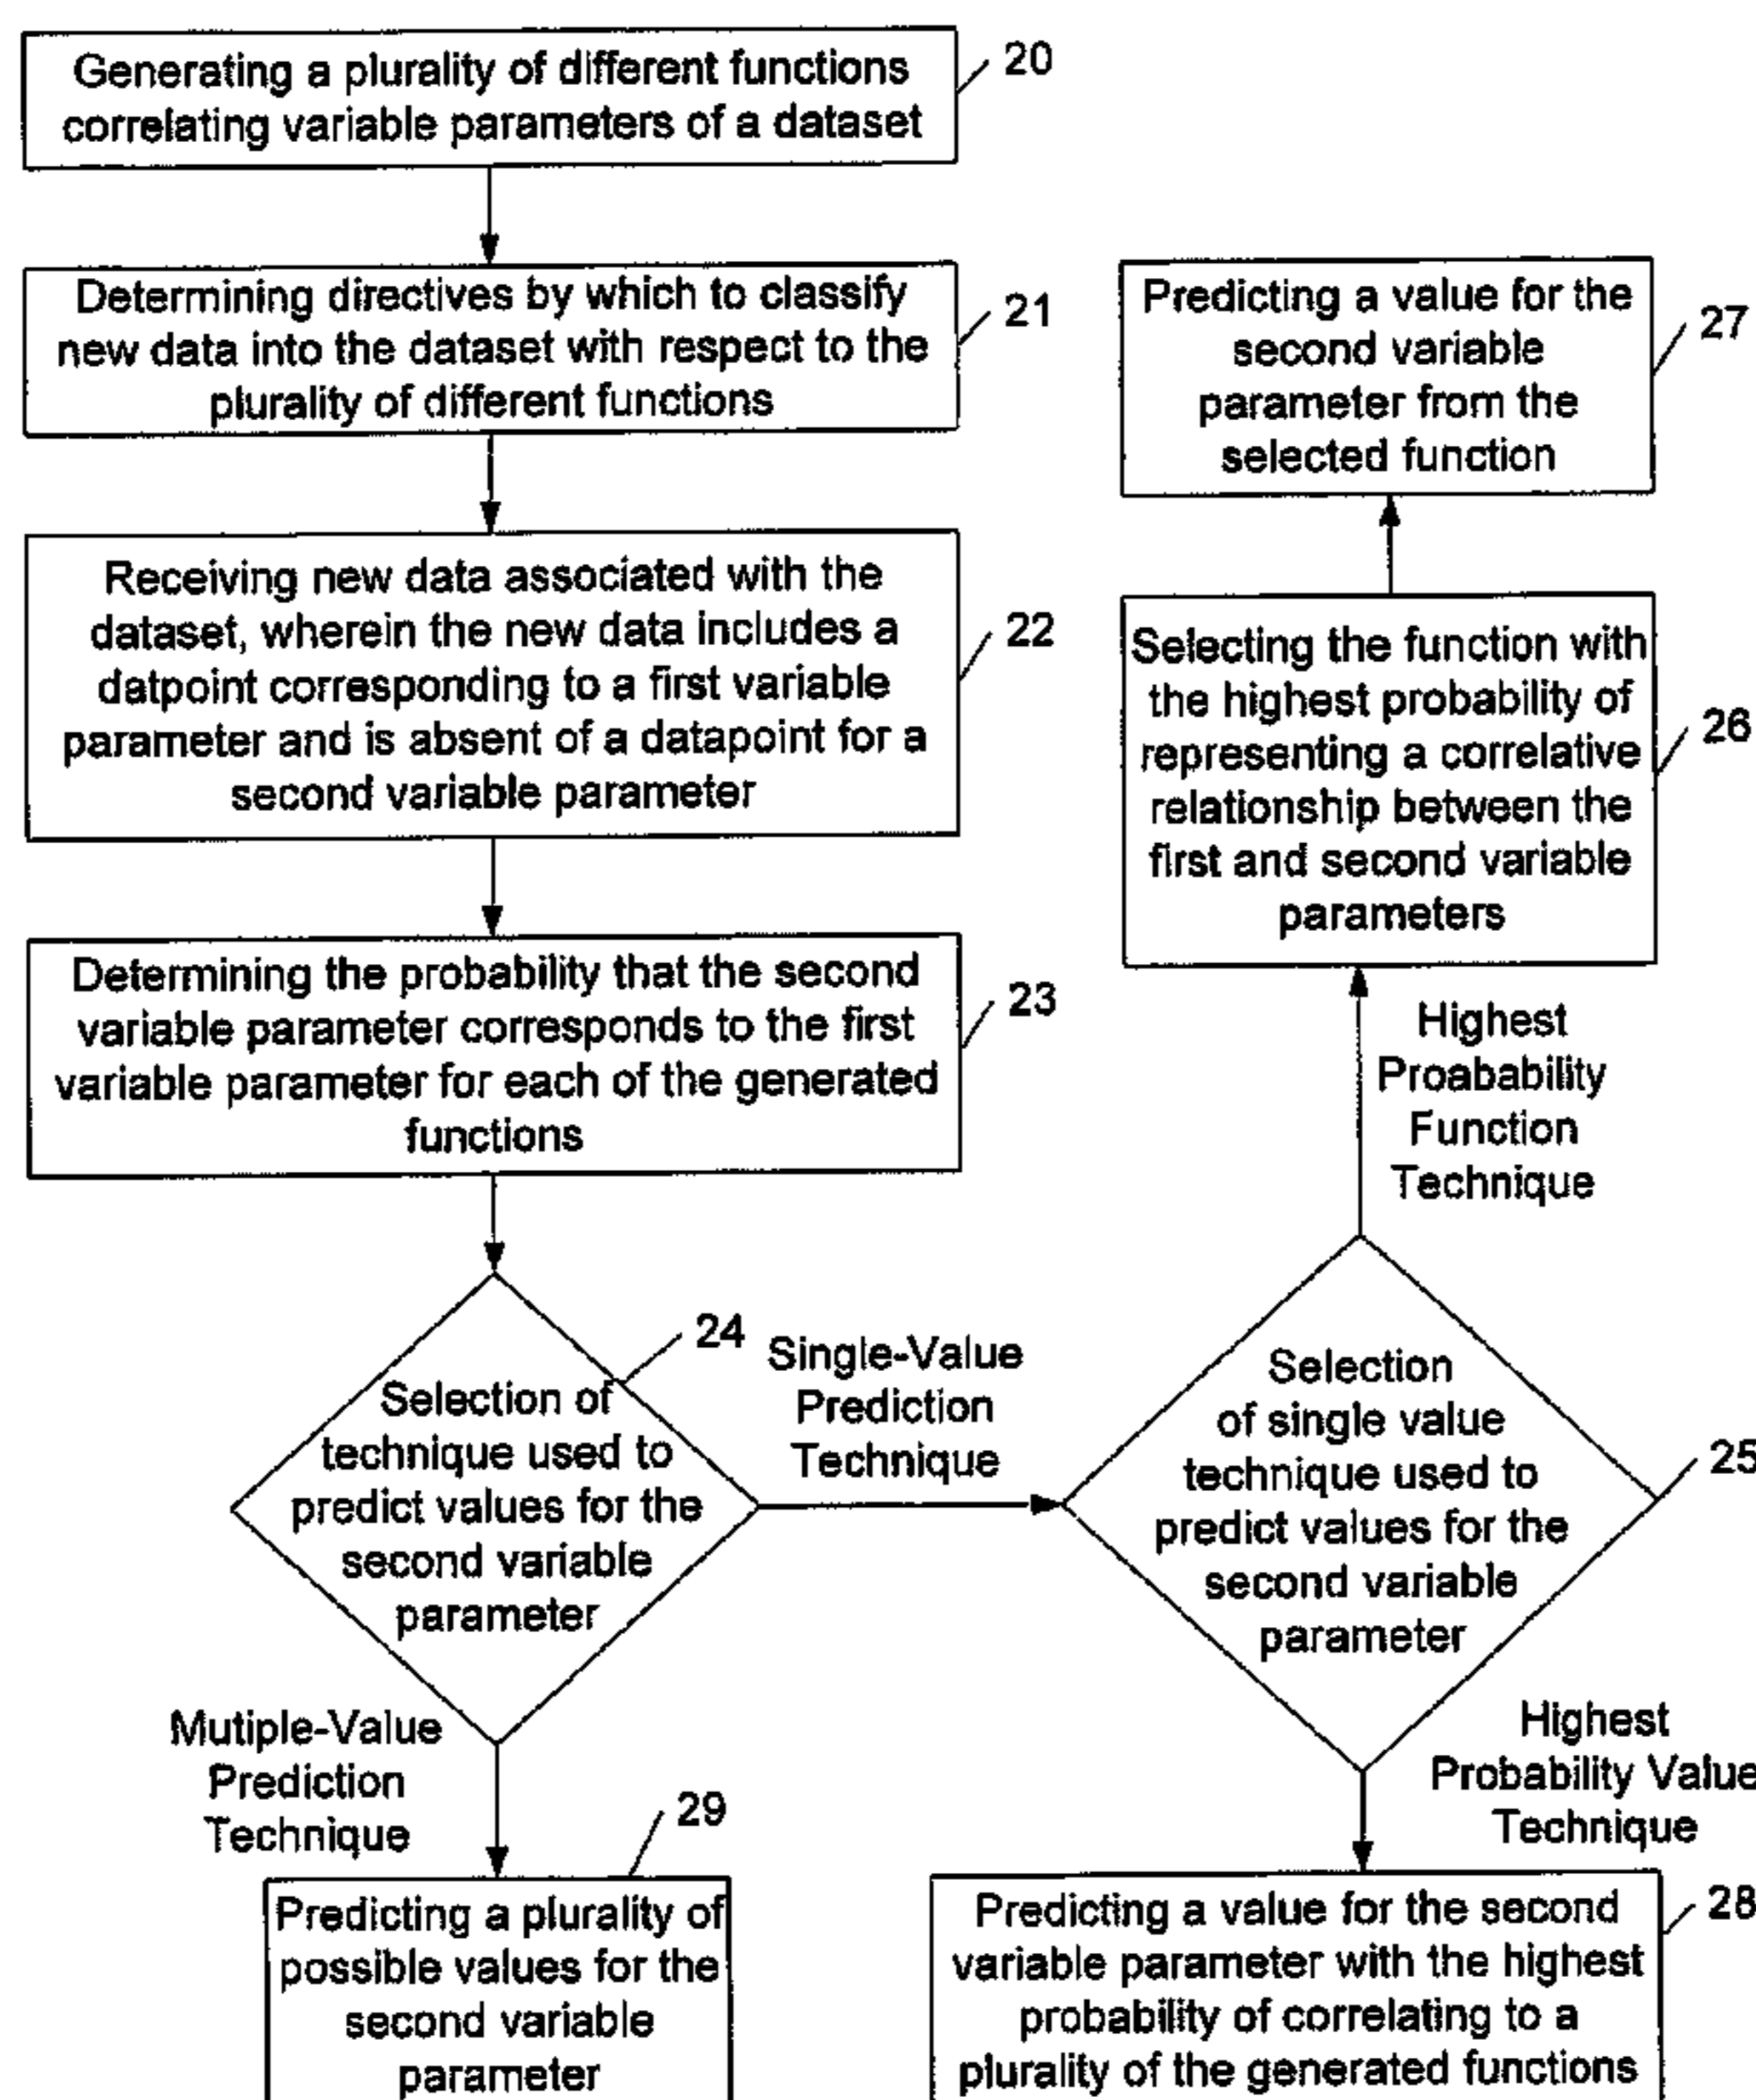 Generating a plurality of different functions
correlating variable parameters of a dataset
20
Determining directives by which to classify
new data into the dataset with respect to the
plurality of different functions
21
Receiving new data associated with the
dataset, wherein the new data includes a
datpoint corresponding to a first variable
parameter and is absent of a datapoint for a
second variable parameter
22
Determining the probability that the second
variable parameter corresponds to the first
variable parameter for each of the generated
functions
23
Selection of
technique used to
predict values for the
second variable
parameter
24
Single-Value
Prediction
Technique
Mutiple-Value
Prediction
Technique
Predicting a plurality of
possible values for the
second variable
parameter
29
Selection
of single value
technique used to
predict values for the
second variable
parameter
25
Highest
Proabability
Function
Technique
Selecting the function with
the highest probability of
representing a correlative
relationship between the
first and second variable
parameters
26
Predicting a value for the
second variable
parameter from the
selected function
27
Highest
Probability Value
Technique
Predicting a value for the second
variable parameter with the highest
probability of correlating to a
plurality of the generated functions
28